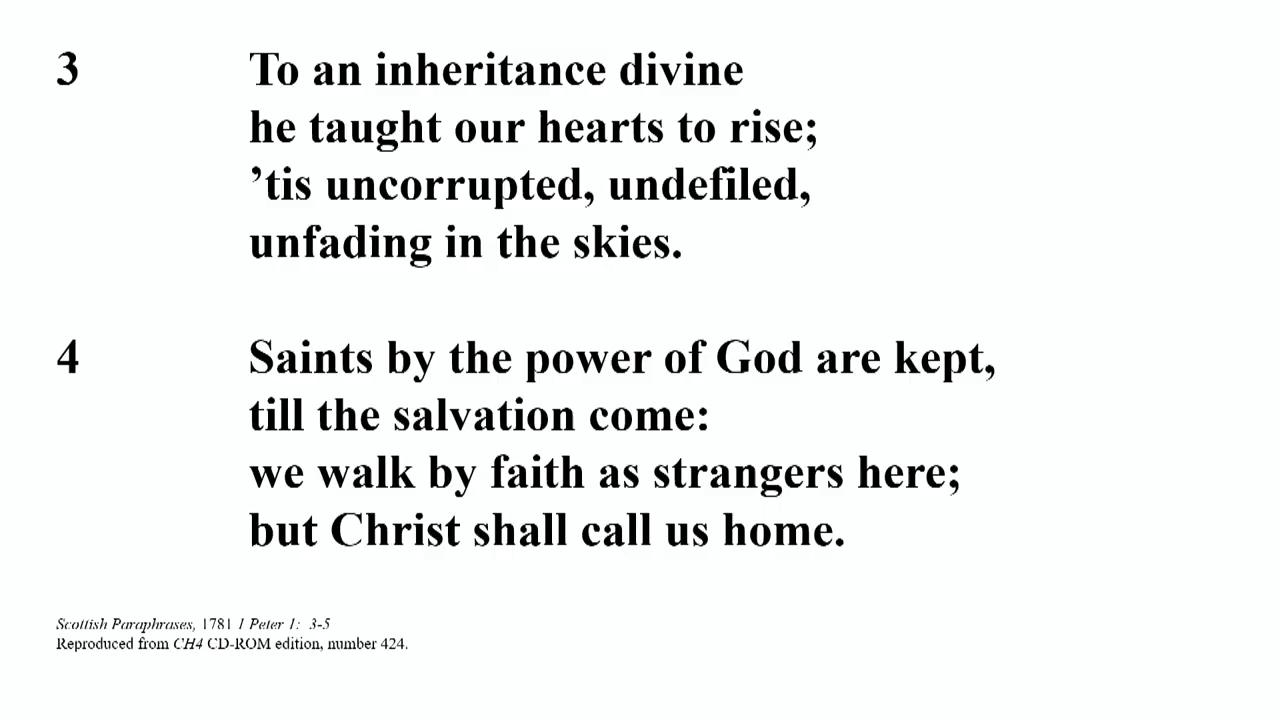 3 To an inheritance divine
he taught our hearts to rise;
’tis uncorrupted, undefiled,
unfading in the skies.
4 Saints by the power of God are kept,
till the salvation come:
we walk by faith as strangers here;
but Christ shall call us home.
Scottish Paraphrases, 1781 1 Peter 1: 3-5
Reproduced from CH4 CD-ROM edition, number 424.